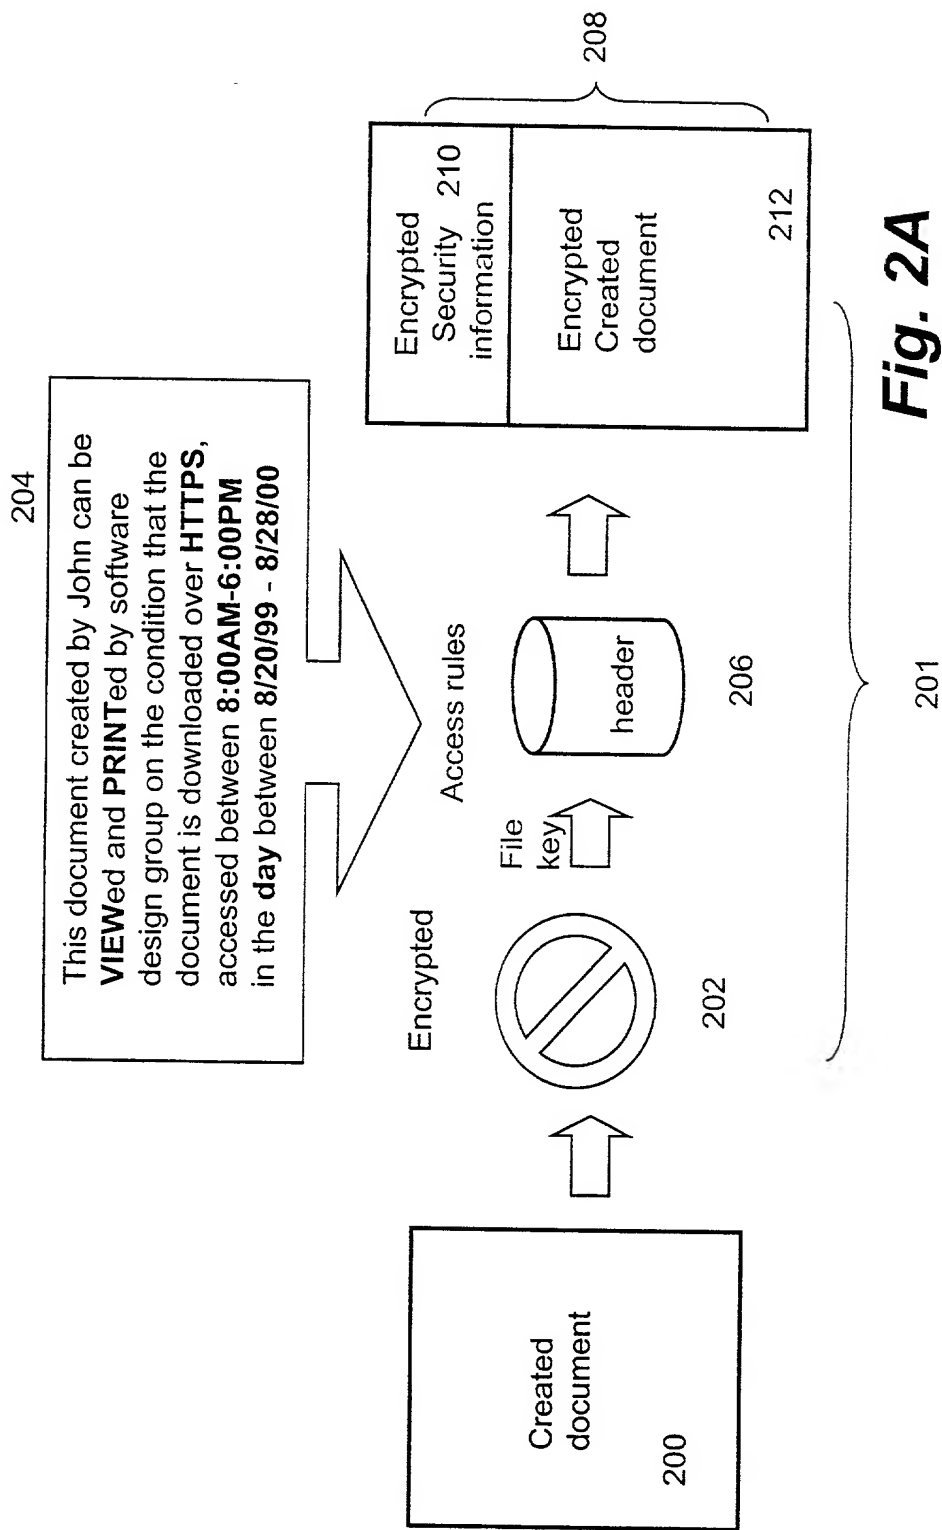 204
This document created by John can be
VIEWed and PRINTed by software
design group on the condition that the
document is downloaded over HTTPS,
accessed between 8:00AM-6:00PM
in the day between 8/20/99 - 8/28/00
Created
document
200
Encrypted
202
File
key
Access rules
header
206
Encrypted
Security 210
information
Encrypted
Created
document
212
208
201
Fig. 2A